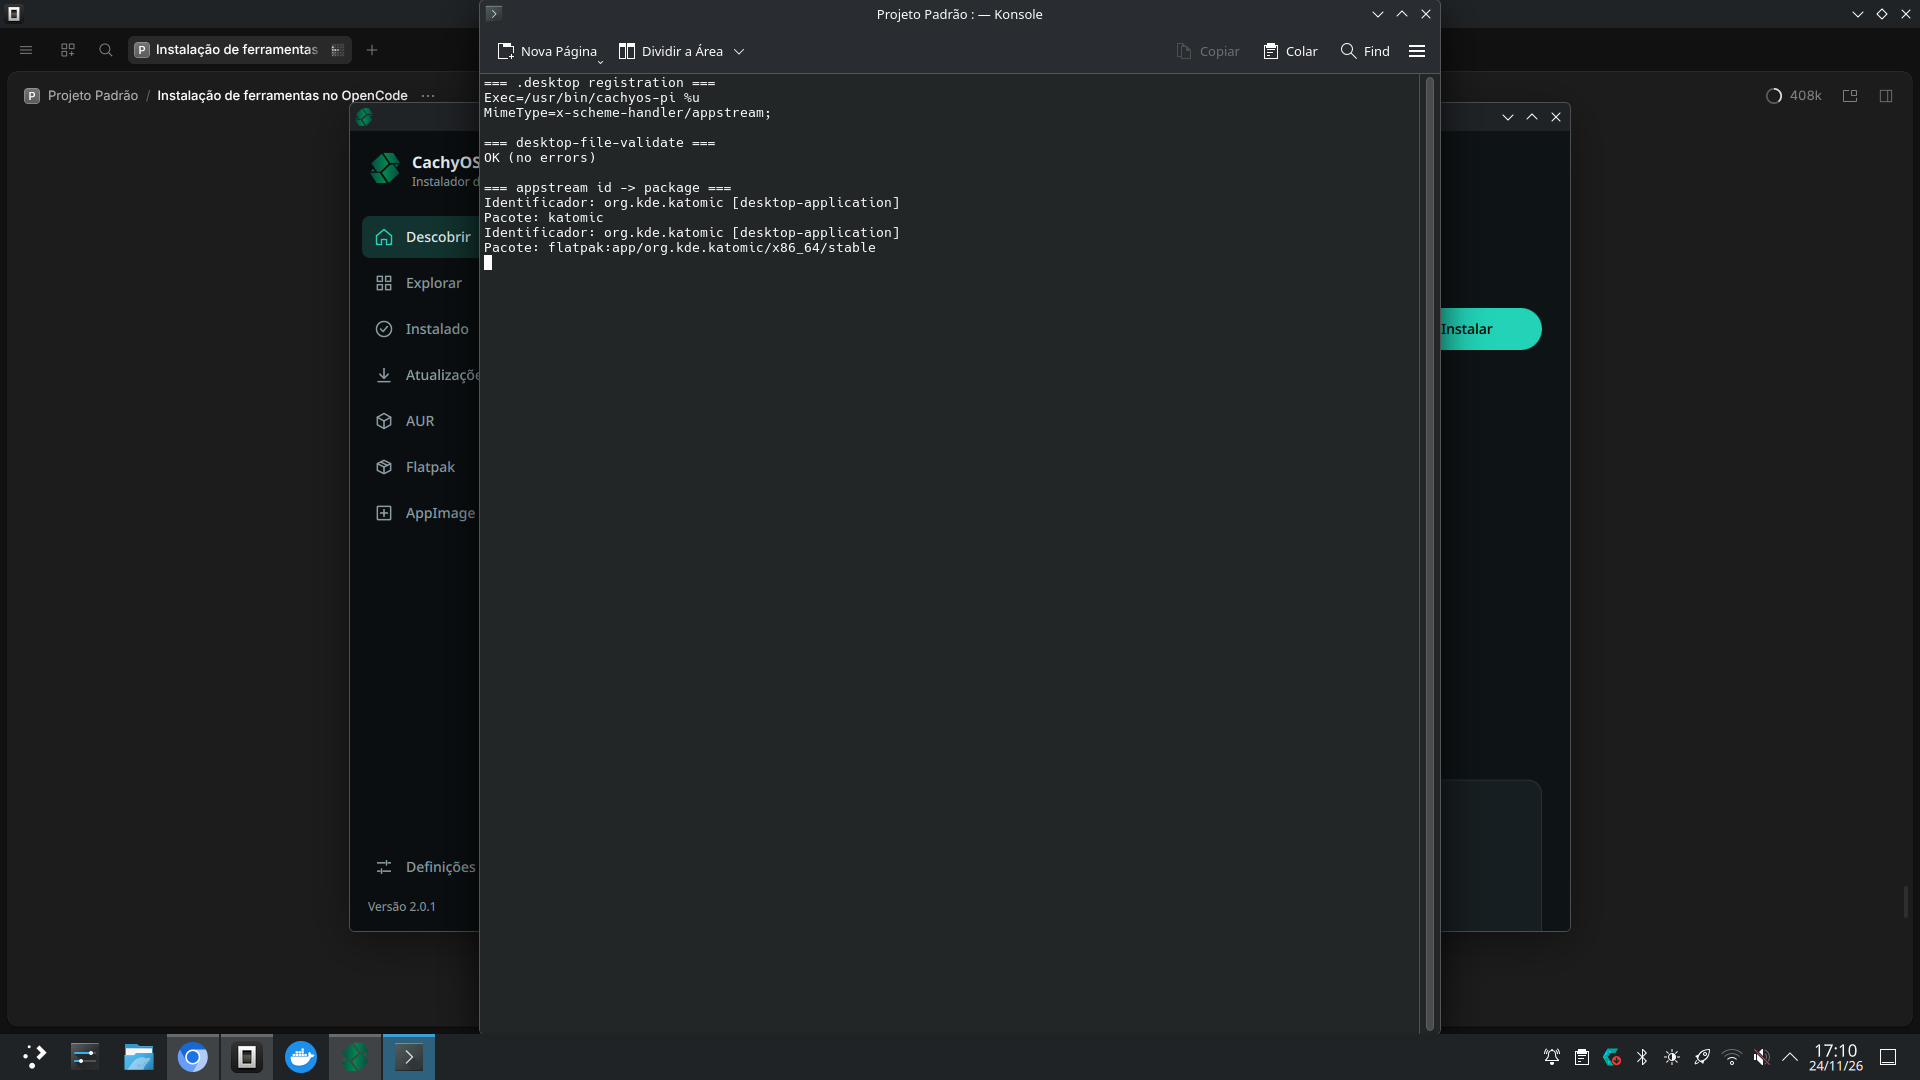 Projeto Padrão : — Konsole
P Instalação de ferramentas
Nova Página
Dividir a Área
Copiar
Colar
Find
P Projeto Padrão / Instalação de ferramentas no OpenCode ...
408k
=== .desktop registration ===
Exec=/usr/bin/cachyos-pi %u
MimeType=x-scheme-handler/appstream;
=== desktop-file-validate ===
OK (no errors)
=== appstream id -> package ===
Identificador: org.kde.katomic [desktop-application]
Pacote: katomic
Identificador: org.kde.katomic [desktop-application]
Pacote: flatpak:app/org.kde.katomic/x86_64/stable
CachyOS
Instalador d
Descobrir
Explorar
Instalado
Atualizaçõe
AUR
Flatpak
AppImage
Definições
Versão 2.0.1
Instalar
17:10
24/11/26